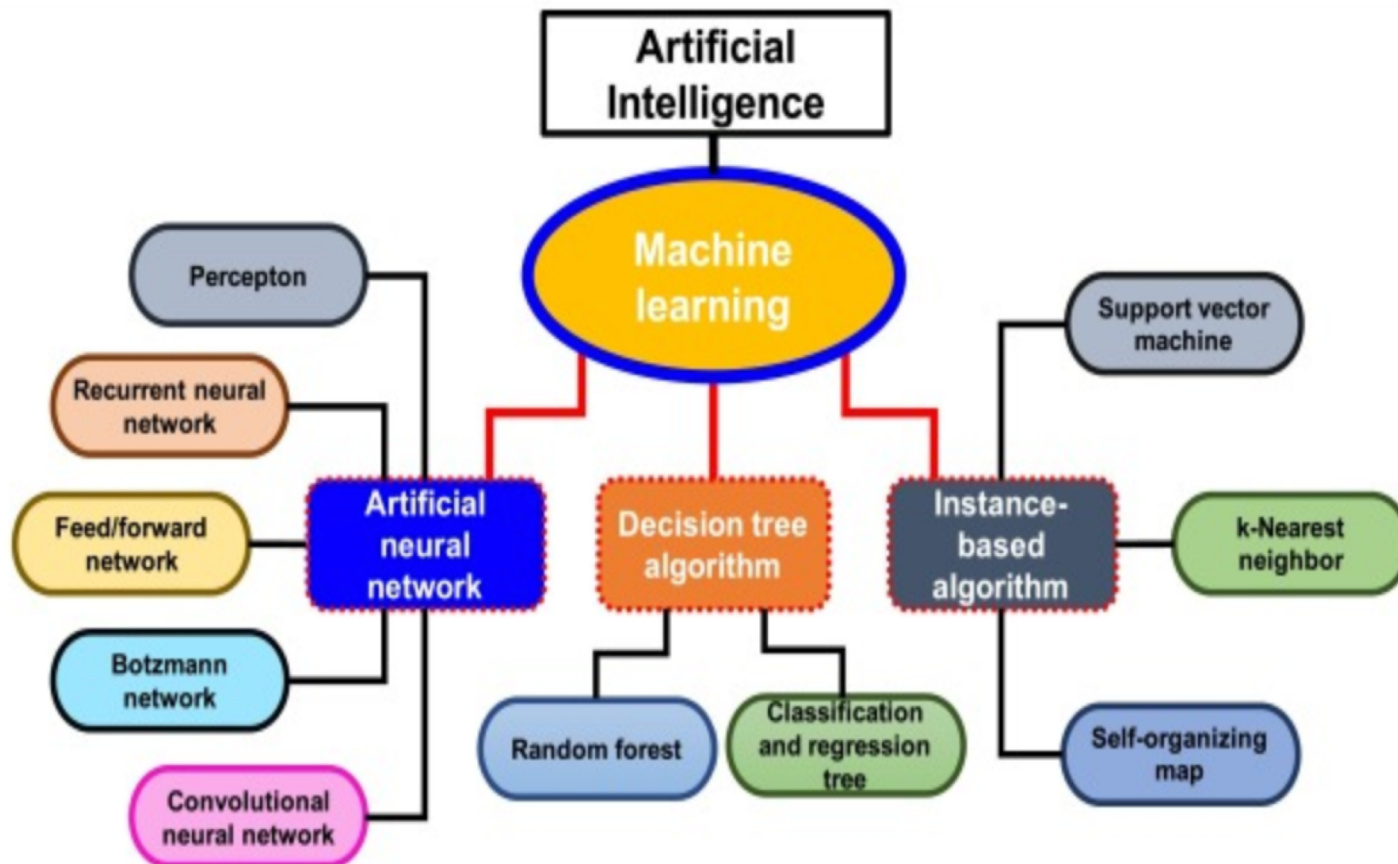 Artificial
Intelligence
Machine
learning
Percepton
Recurrent neural
network
Feed/forward
network
Botzmann
network
Convolutional
neural network
Artificial
neural
network
Decision tree
algorithm
Instance-
based
algorithm
Random forest
Classification
and regression
tree
Support vector
machine
k-Nearest
neighbor
Self-organizing
map